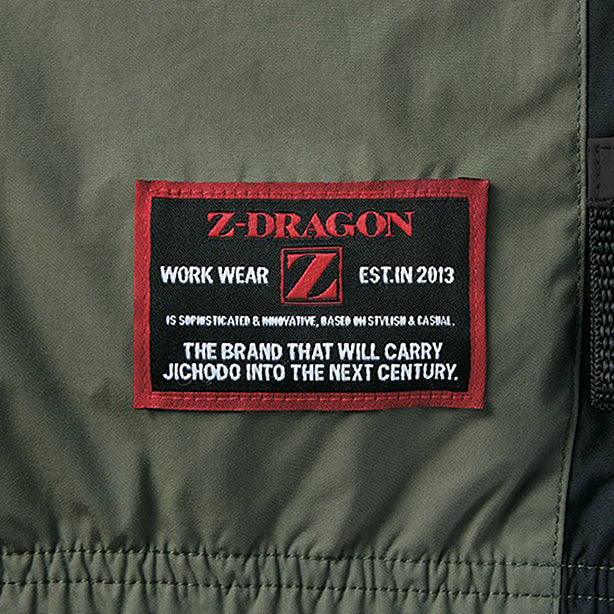 Z-DRAGON
WORK WEAR Z EST.IN 2013
IS SOPHISTICATED & INNOVATIVE, BASED ON STYLISH & CASUAL.
THE BRAND THAT WILL CARRY
JICHODO INTO THE NEXT CENTURY.